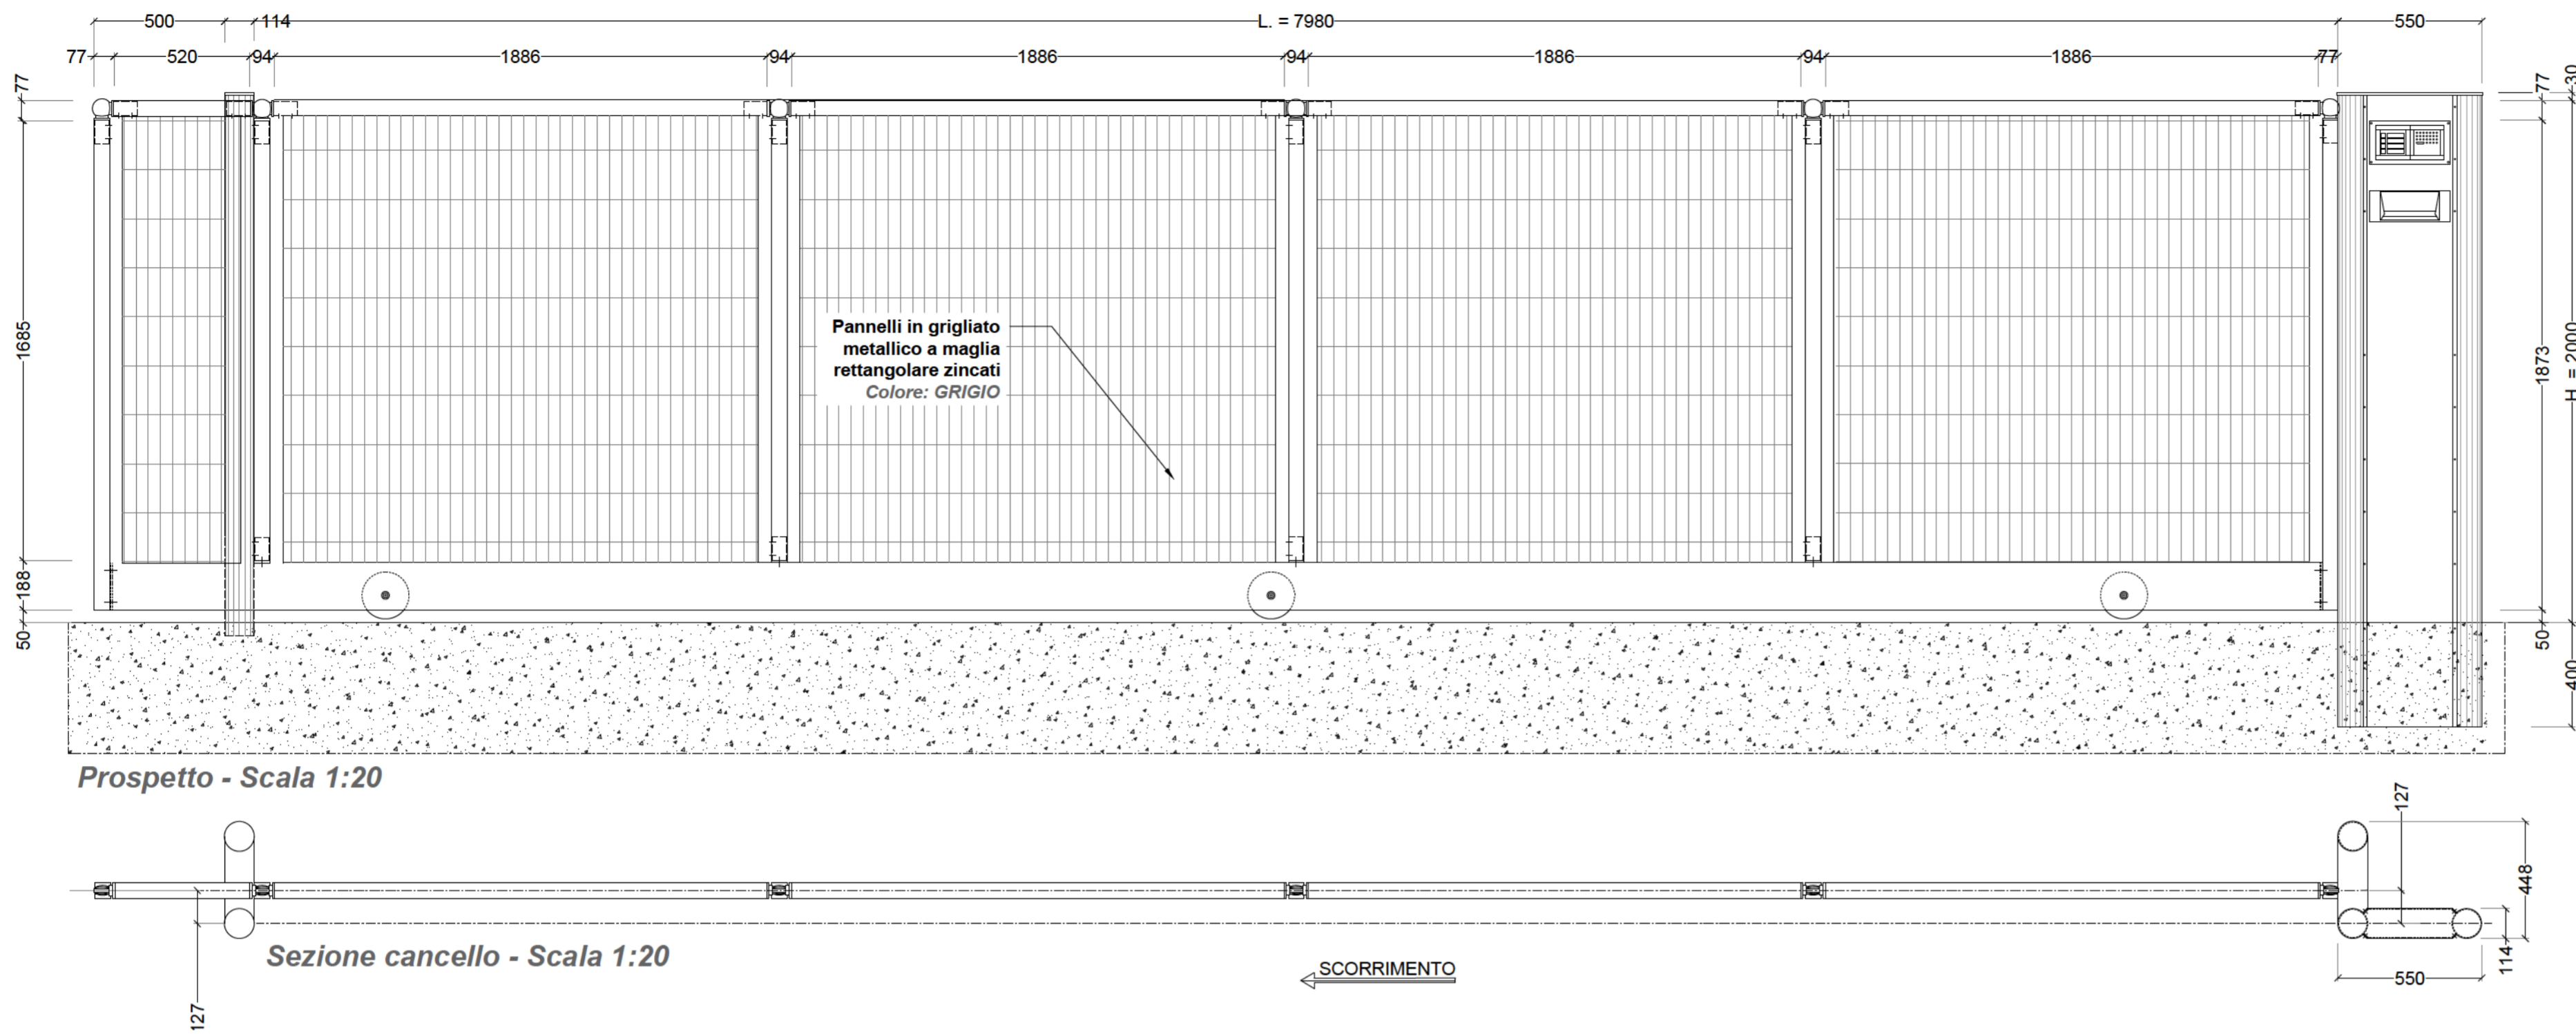 500 114 L. = 7980 550
77 520 94 1886 94 1886 94 1886 94 1886 77
77
1685
188
50
77
1873
50
30
H. = 2000
400
Pannelli in grigliato
metallico a maglia
rettangolare zincati
Colore: GRIGIO
Prospetto - Scala 1:20
127
448
114
550
Sezione cancello - Scala 1:20
SCORRIMENTO
127